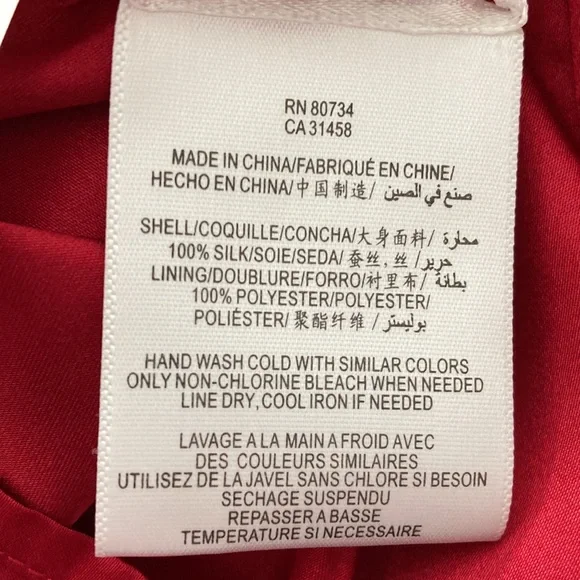 RN 80734
CA 31458
MADE IN CHINA/FABRIQUÉ EN CHINE/
HECHO EN CHINA/中国制造/ صنع في الصين
SHELL/COQUILLE/CONCHA/大身面料/ محارة
100% SILK/SOIE/SEDA/ 蚕丝, 丝 / حرير
LINING/DOUBLURE/FORRO/衬里布/ بطانة
100% POLYESTER/POLYESTER/
POLIÉSTER/ 聚酯纤维 / بوليستر
HAND WASH COLD WITH SIMILAR COLORS
ONLY NON-CHLORINE BLEACH WHEN NEEDED
LINE DRY, COOL IRON IF NEEDED
LAVAGE A LA MAIN A FROID AVEC
DES COULEURS SIMILAIRES
UTILISEZ DE LA JAVEL SANS CHLORE SI BESOIN
SECHAGE SUSPENDU
REPASSER A BASSE
TEMPERATURE SI NECESSAIRE